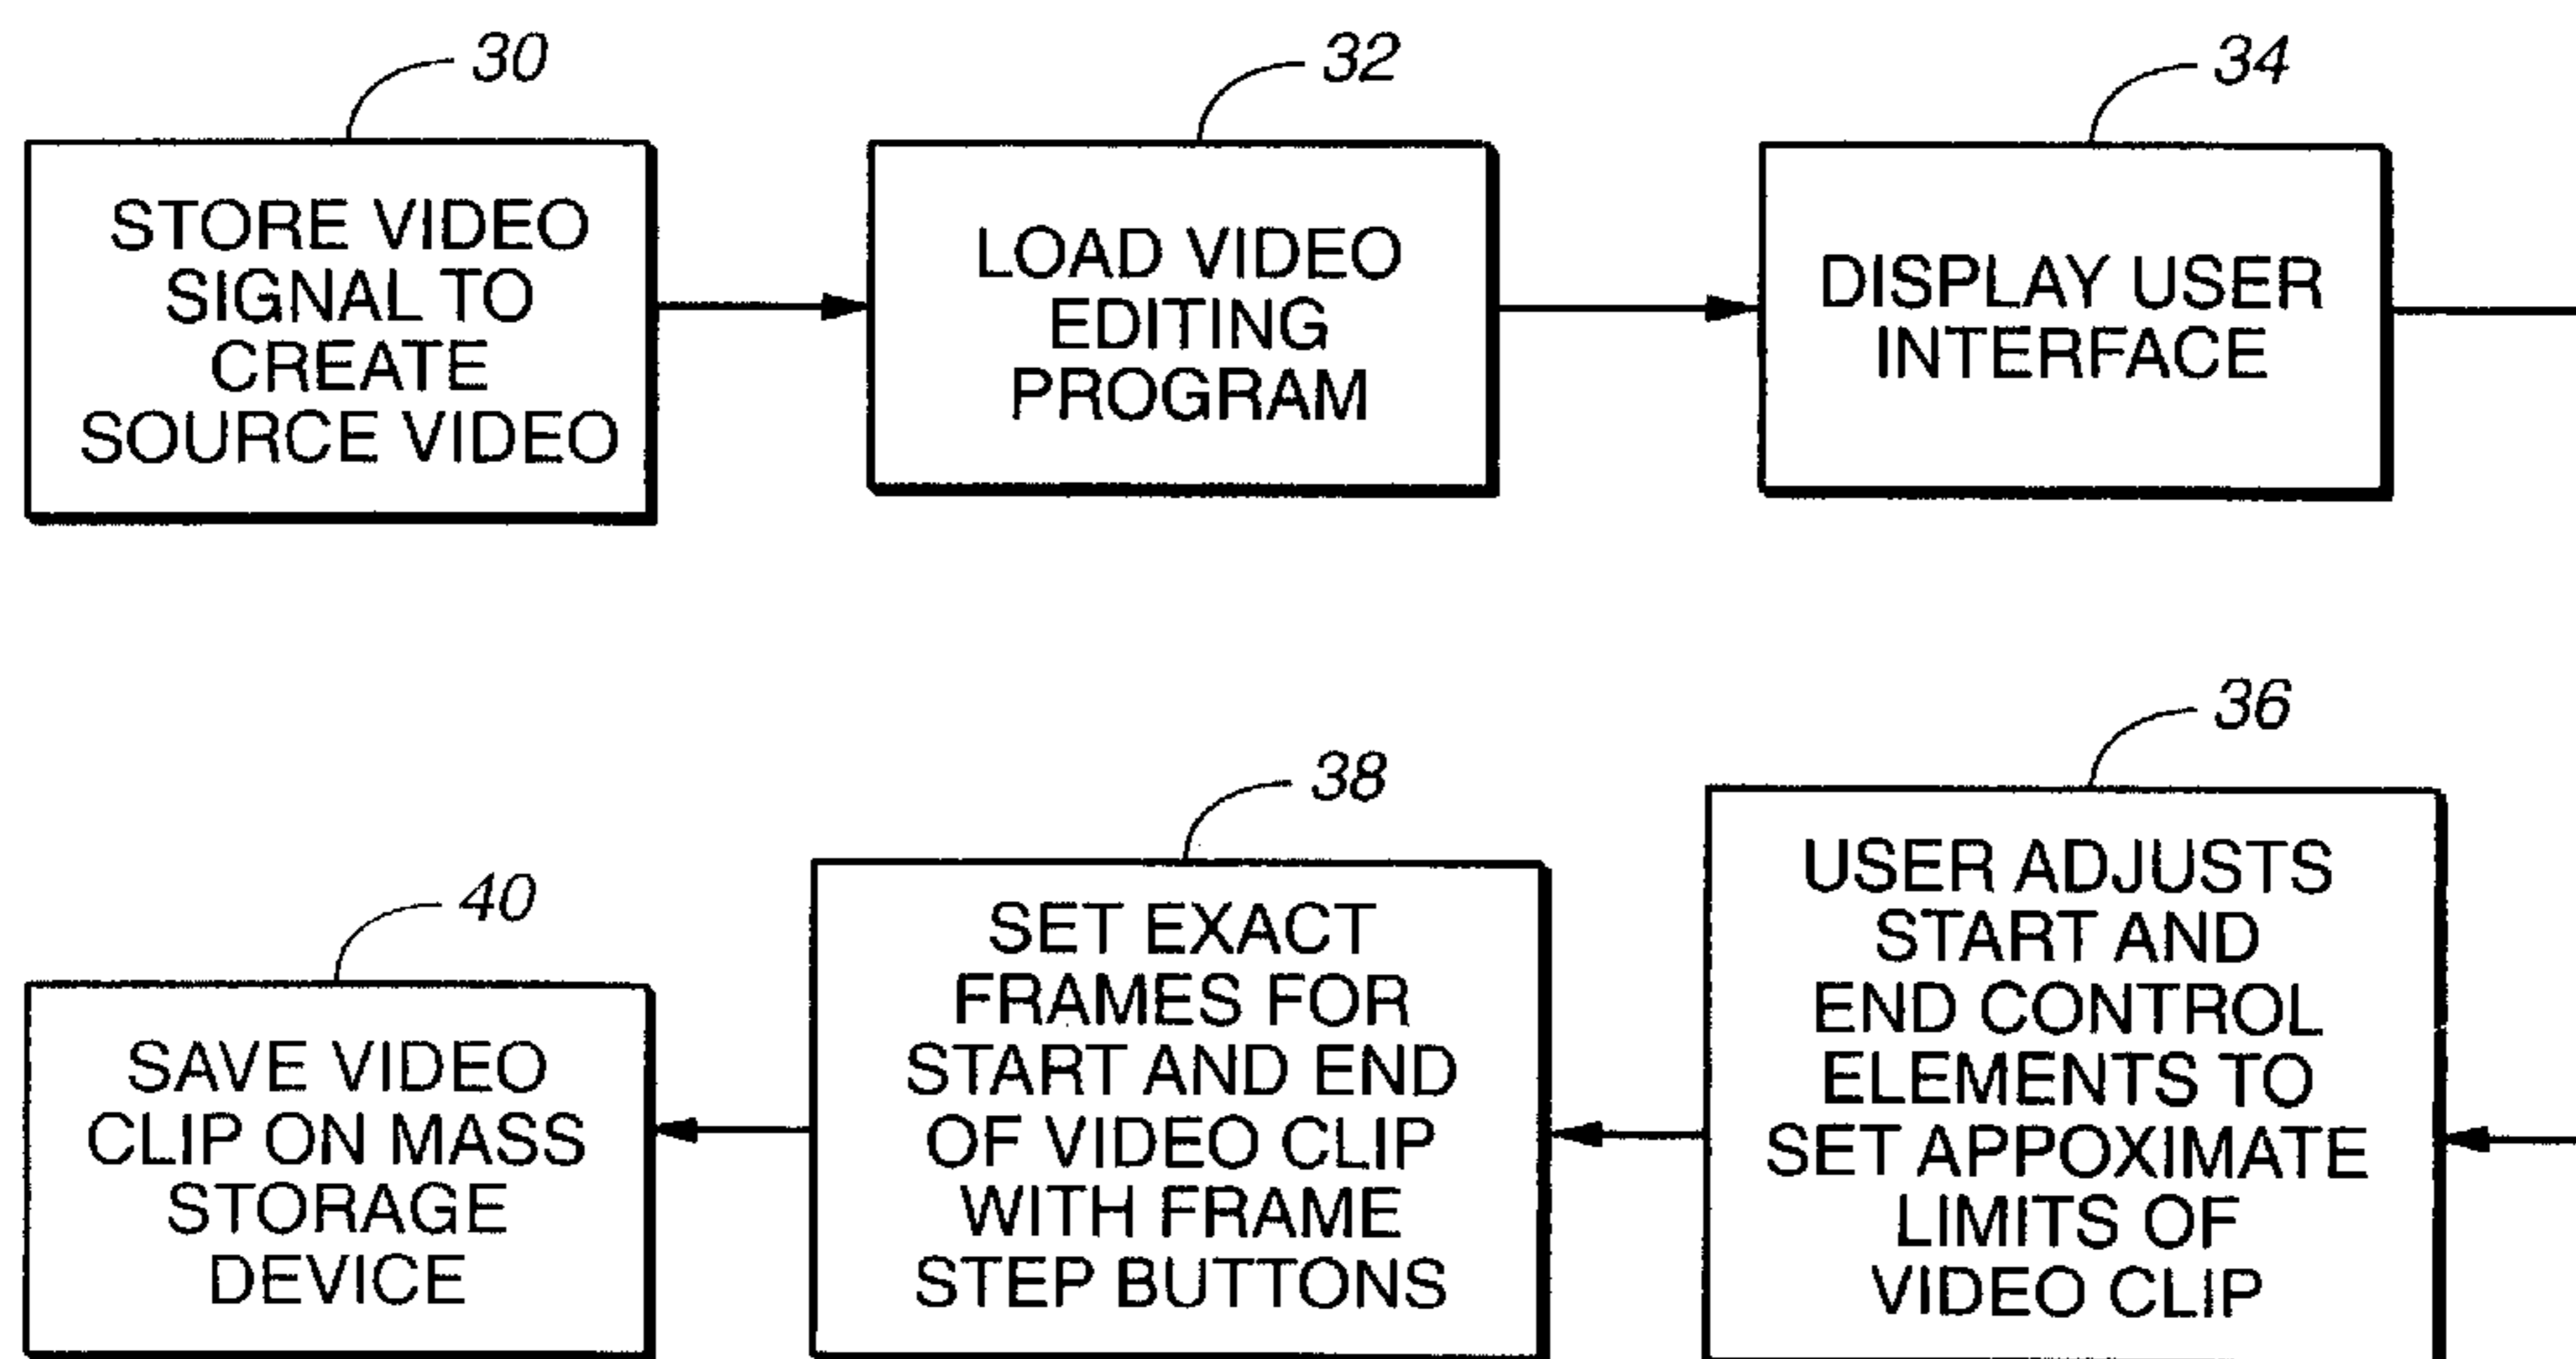 30
STORE VIDEO
SIGNAL TO
CREATE
SOURCE VIDEO
32
LOAD VIDEO
EDITING
PROGRAM
34
DISPLAY USER
INTERFACE
36
USER ADJUSTS
START AND
END CONTROL
ELEMENTS TO
SET APPOXIMATE
LIMITS OF
VIDEO CLIP
38
SET EXACT
FRAMES FOR
START AND END
OF VIDEO CLIP
WITH FRAME
STEP BUTTONS
40
SAVE VIDEO
CLIP ON MASS
STORAGE
DEVICE